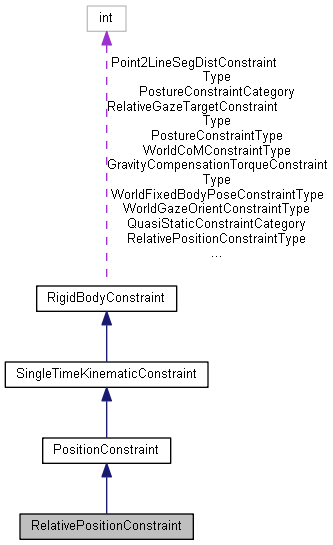 int
Point2LineSegDistConstraint
Type
PostureConstraintCategory
RelativeGazeTargetConstraint
Type
PostureConstraintType
WorldCoMConstraintType
GravityCompensationTorqueConstraint
Type
WorldFixedBodyPoseConstraintType
WorldGazeOrientConstraintType
QuasiStaticConstraintCategory
RelativePositionConstraintType
...
RigidBodyConstraint
SingleTimeKinematicConstraint
PositionConstraint
RelativePositionConstraint